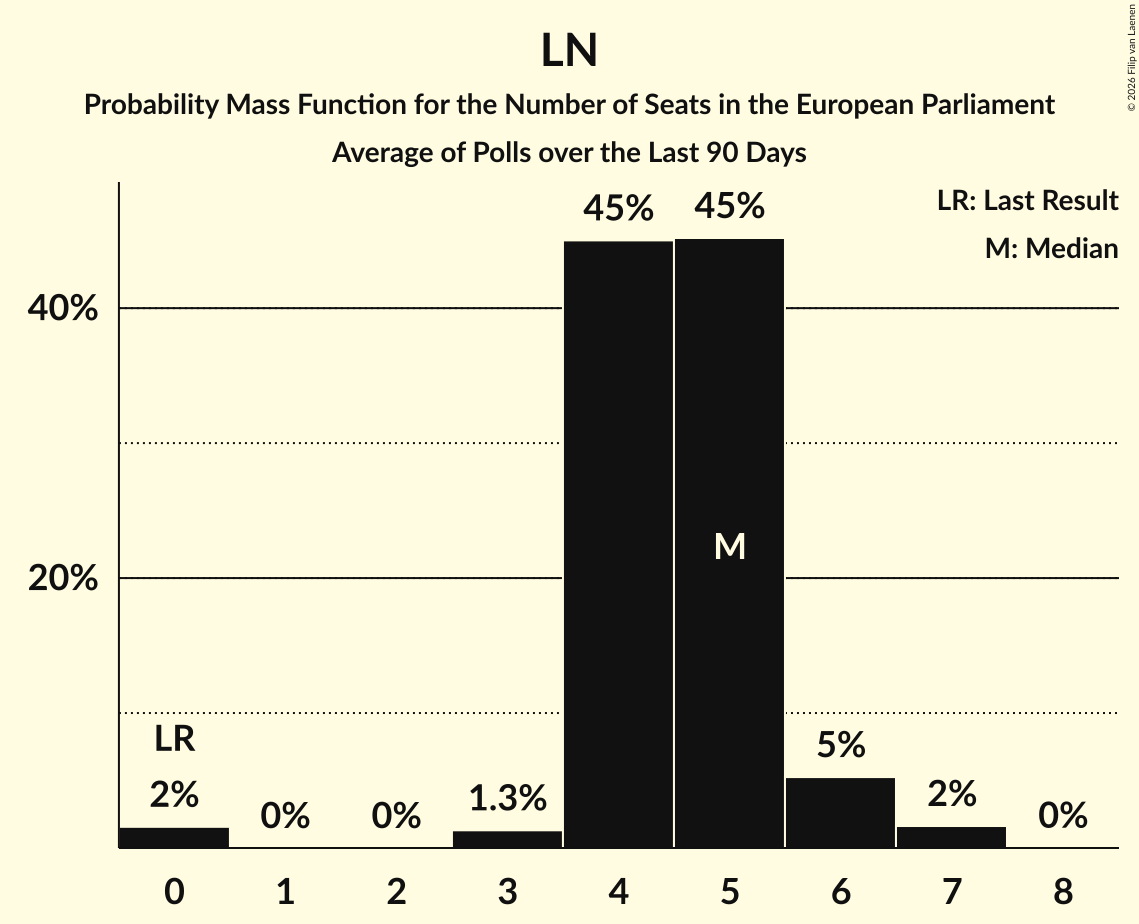 LN
Probability Mass Function for the Number of Seats in the European Parliament
Average of Polls over the Last 90 Days
© 2026 Filip van Laenen
LR: Last Result
M: Median
45%
45%
40%
20%
M
LR
2%
0%
0%
1.3%
5%
2%
0%
0 1 2 3 4 5 6 7 8